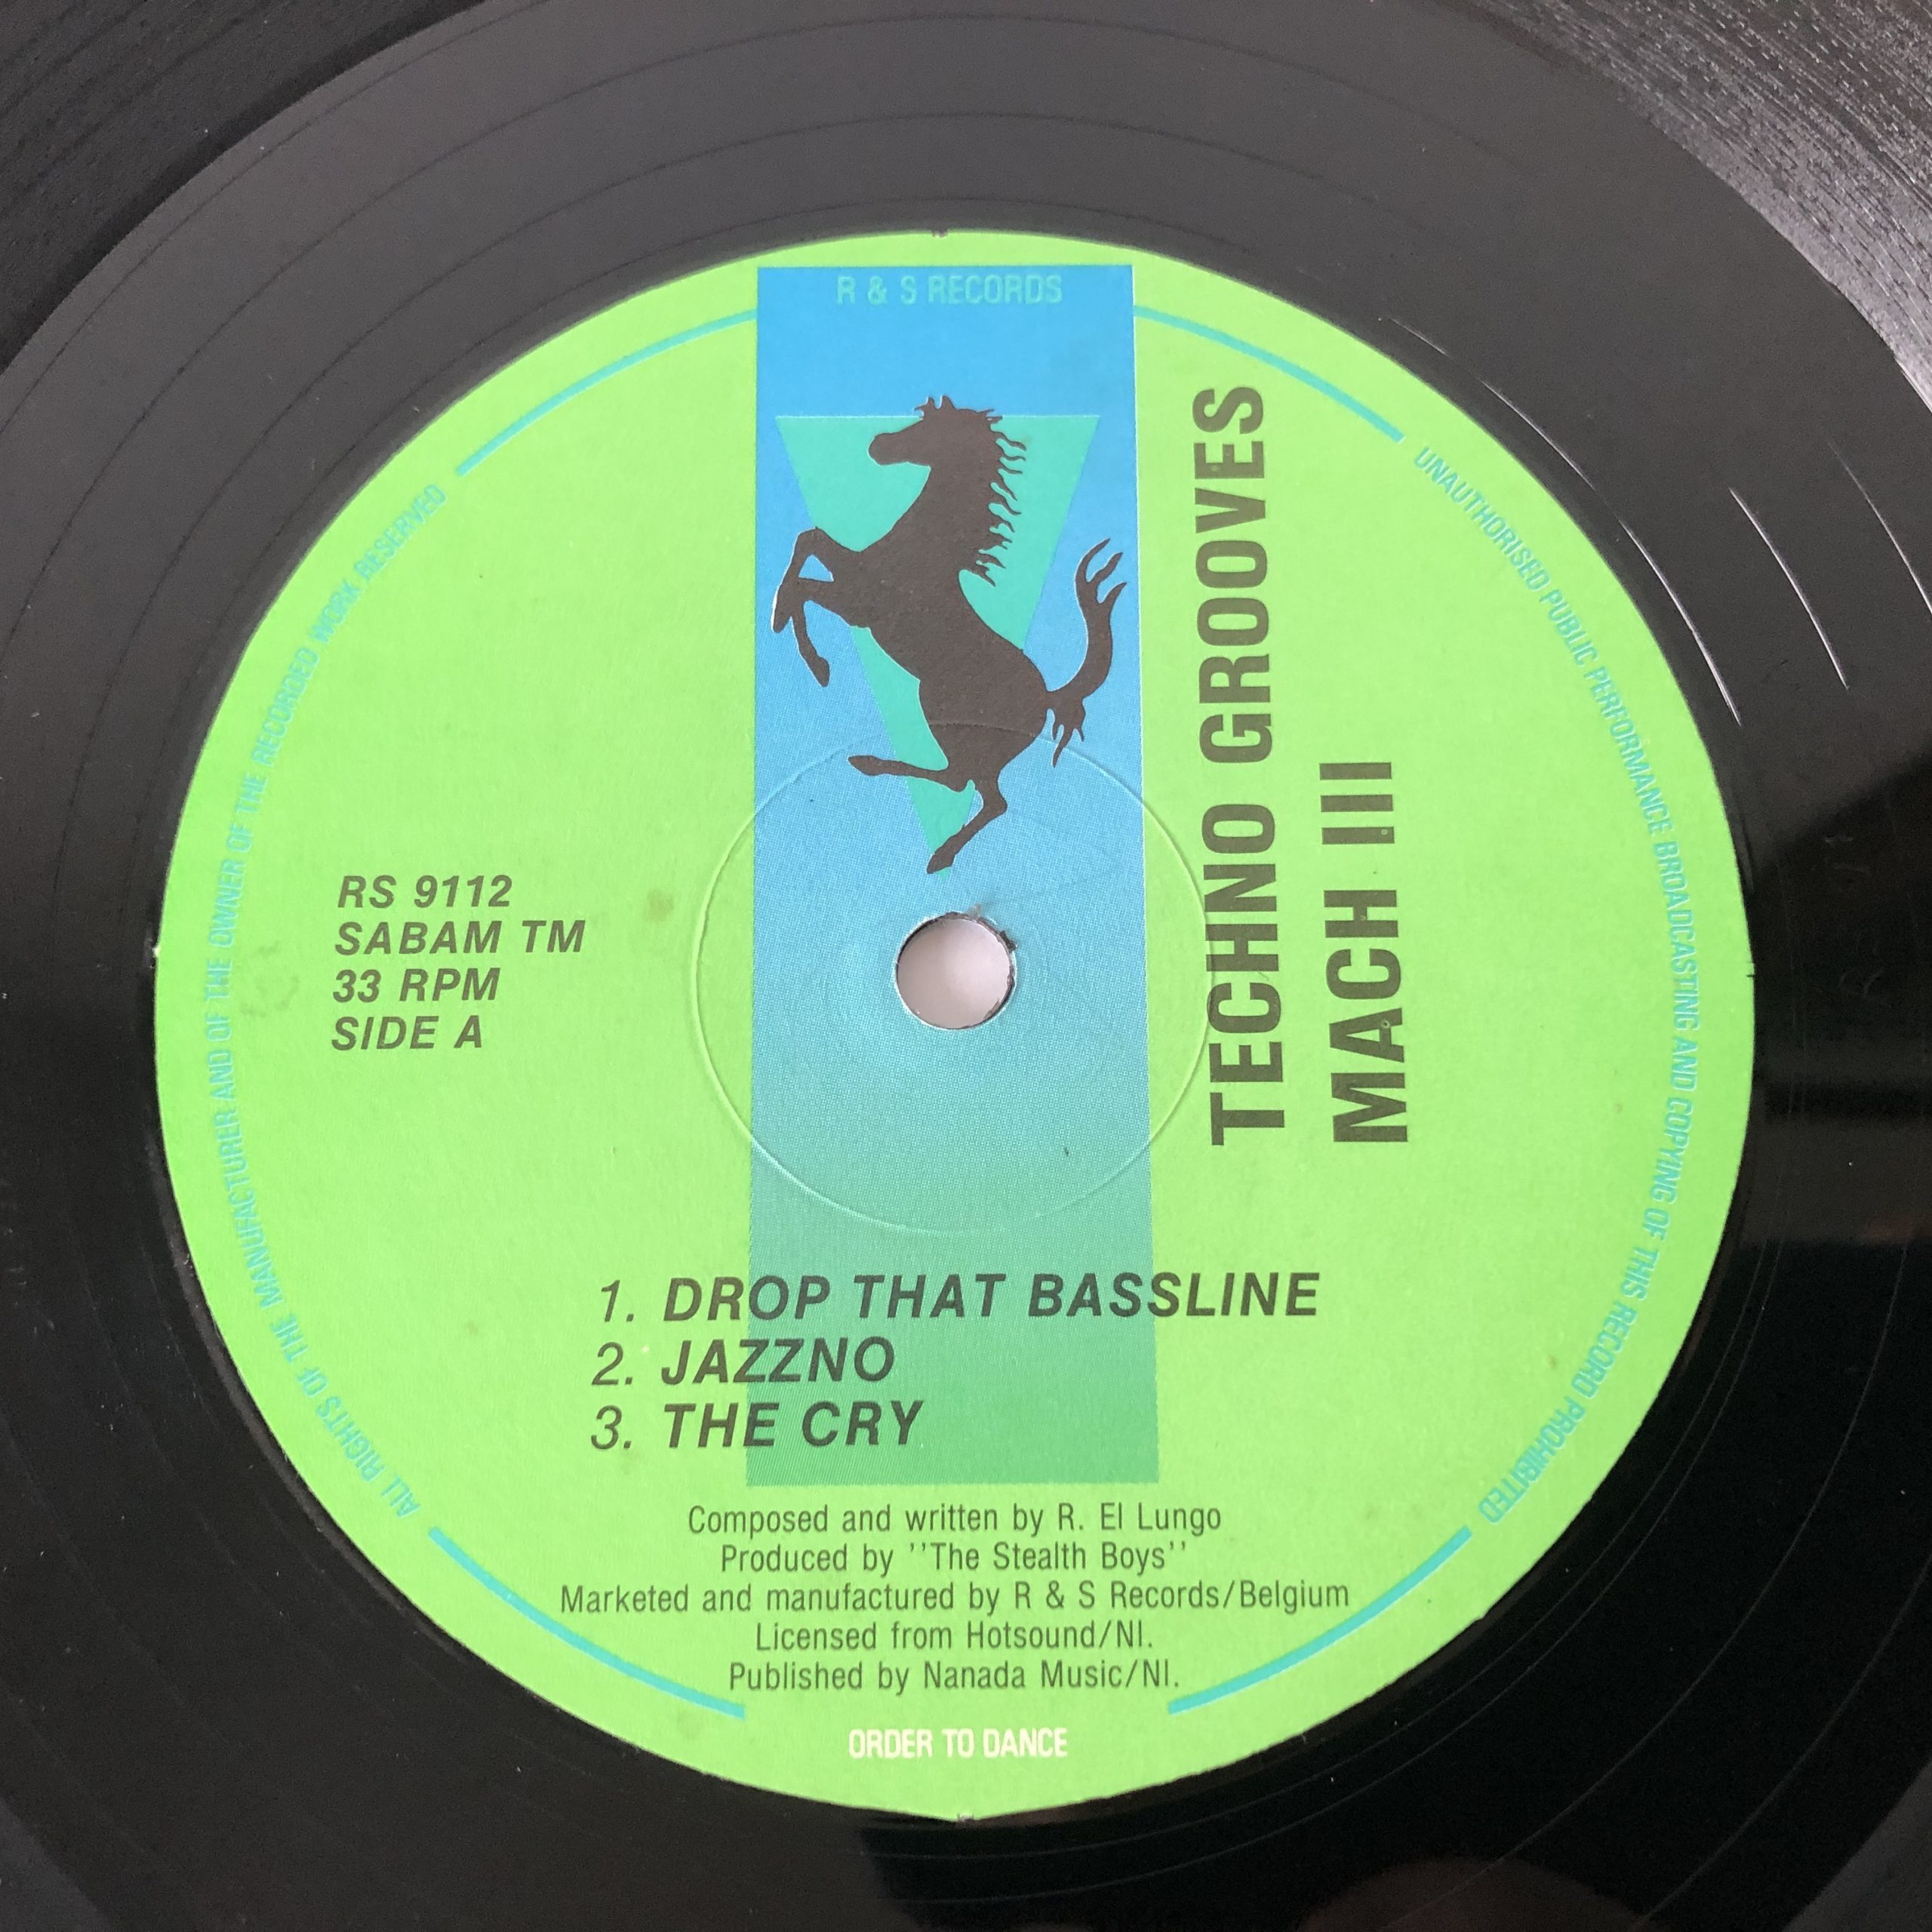 R & S RECORDS
TECHNO GROOVES
MACH III
RS 9112
SABAM TM
33 RPM
SIDE A
1. DROP THAT BASSLINE
2. JAZZNO
3. THE CRY
Composed and written by R. El Lungo
Produced by ''The Stealth Boys''
Marketed and manufactured by R & S Records/Belgium
Licensed from Hotsound/Nl.
Published by Nanada Music/Nl.
ORDER TO DANCE
ALL RIGHTS OF THE MANUFACTURER AND OF THE OWNER OF THE RECORDED WORK RESERVED
UNAUTHORISED PUBLIC PERFORMANCE BROADCASTING AND COPYING OF THIS RECORD PROHIBITED